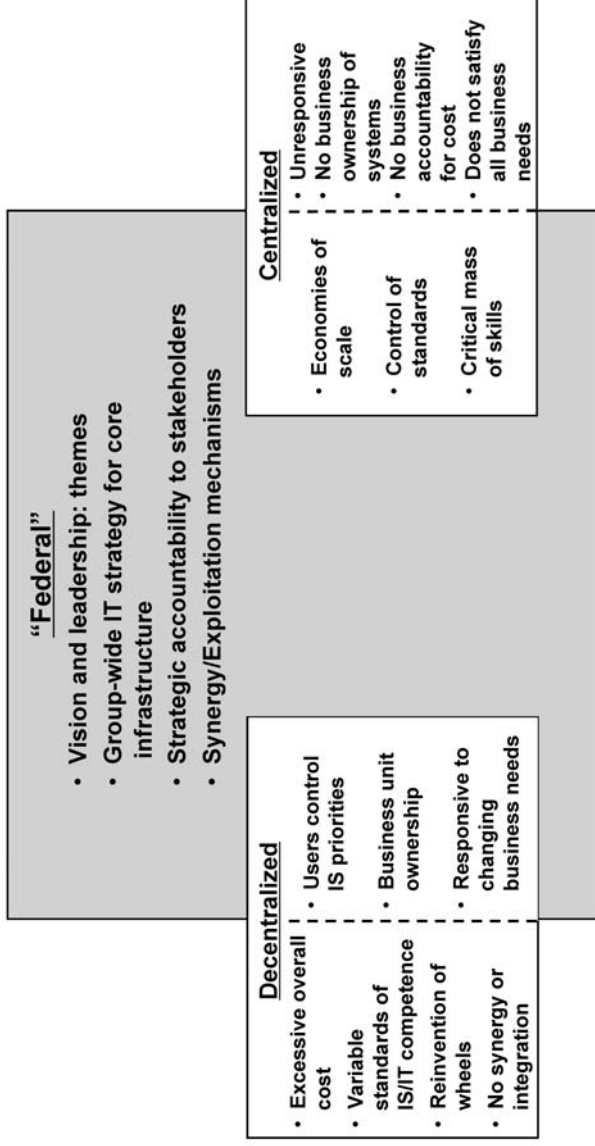 “Federal”
• Vision and leadership: themes
• Group-wide IT strategy for core
infrastructure
• Strategic accountability to stakeholders
• Synergy/Exploitation mechanisms
Decentralized
• Excessive overall
cost
• Variable
standards of
IS/IT competence
• Reinvention of
wheels
• No synergy or
integration
• Users control
IS priorities
• Business unit
ownership
• Responsive to
changing
business needs
Centralized
• Economies of
scale
• Control of
standards
• Critical mass
of skills
• Unresponsive
• No business
ownership of
systems
• No business
accountability
for cost
• Does not satisfy
all business
needs